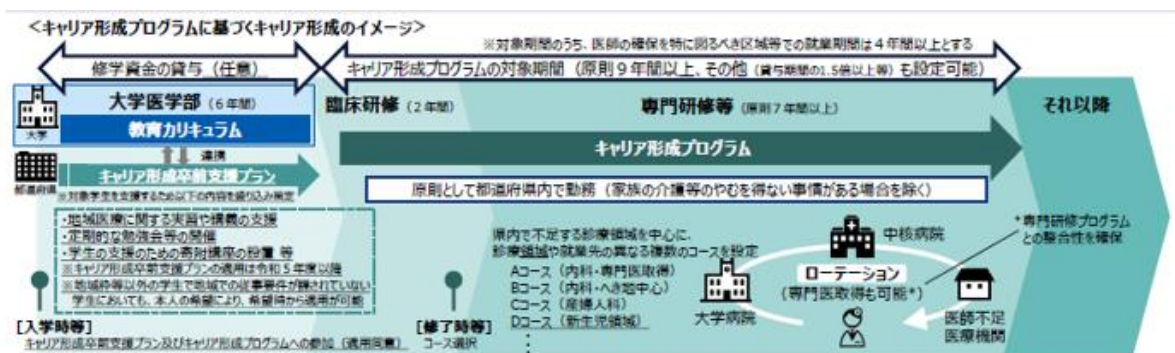 ＜キャリア形成プログラムに基づくキャリア形成のイメージ＞
※対象期間のうち、医師の確保を特に図るべき区域等での就業期間は４年間以上とする
修学資金の貸与（任意）
キャリア形成プログラムの対象期間（原則９年間以上、その他（貸与期間の1.5倍以上等）も設定可能）
大学医学部（６年間）
臨床研修（２年間）
専門研修等（原則７年間以上）
それ以降
大学
教育カリキュラム
連携
キャリア形成プログラム
都道府県
キャリア形成卒前支援プラン
※対象学生を支援するため以下の内容を盛り込み策定
原則として都道府県内で勤務（家族の介護等のやむを得ない事情がある場合を除く）
・地域医療に関する実習や講義の支援
・定期的な勉強会等の開催
・学生の支援のための寄附講座の設置 等
※キャリア形成卒前支援プランの適用は令和５年度以降
※地域枠等以外の学生で地域での従事要件が課されていない
学生においても、本人の希望により、希望時から適用が可能
県内で不足する診療領域を中心に、
診療領域や就業先の異なる複数のコースを設定
Aコース（内科・専門医取得）
Bコース（内科・へき地中心）
Cコース（産婦人科）
Dコース（新生児領域）
⋮
中核病院
*専門研修プログラム
との整合性を確保
ローテーション
（専門医取得も可能*）
大学病院
医師不足
医療機関
[入学時等]
キャリア形成卒前支援プラン及びキャリア形成プログラムへの参加（適用同意）
[修了時等]
コース選択